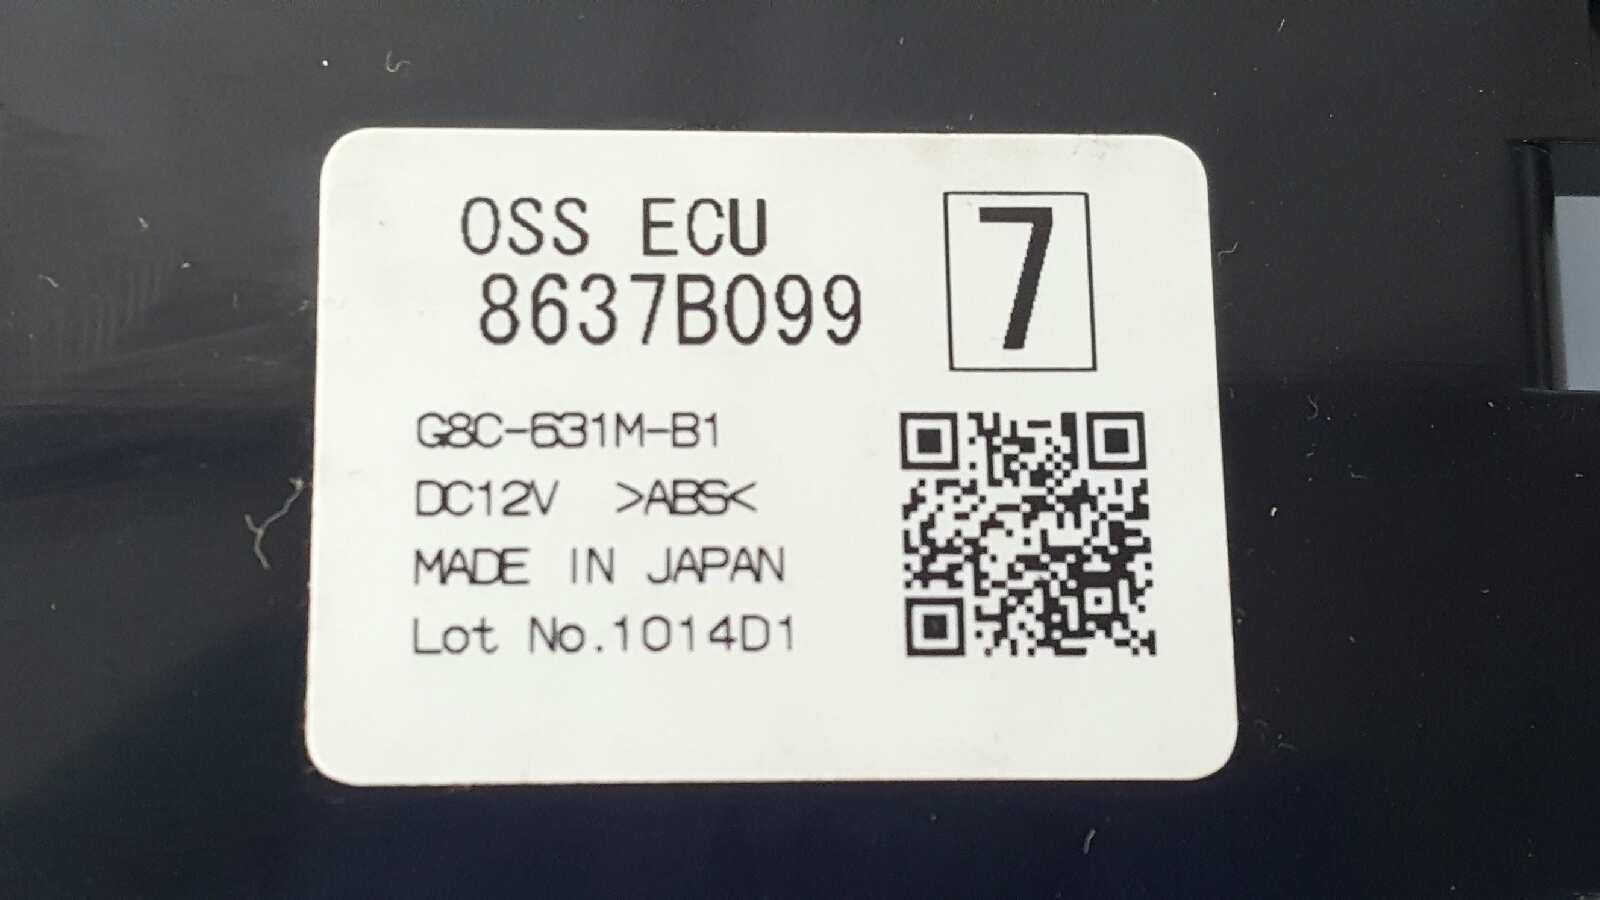 OSS ECU
8637B099
7
G8C-631M-B1
DC12V >ABS<
MADE IN JAPAN
Lot No.1014D1